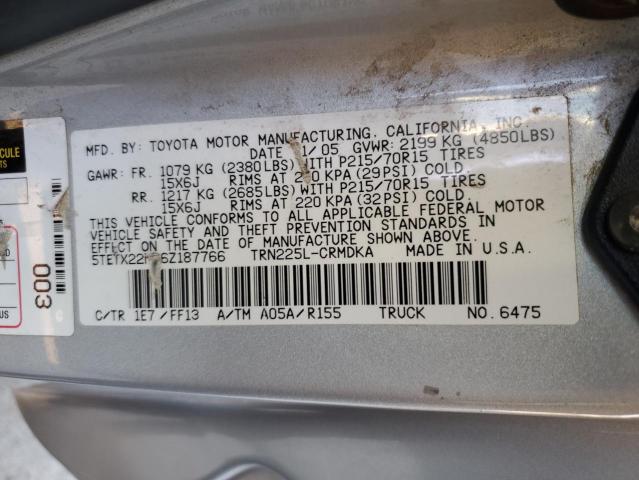 MFD. BY: TOYOTA MOTOR MANUFACTURING, CALIFORNIA, INC
DATE 1/05 GVWR: 2199 KG (4850LBS)
GAWR: FR. 1079 KG (2380LBS) WITH P215/70R15 TIRES
15X6J RIMS AT KPA (29PSI) COLD
RR. 1217 KG (2685LBS) WITH P215/70R15 TIRES
15X6J RIMS AT 220 KPA (32PSI) COLD.
THIS VEHICLE CONFORMS TO ALL APPLICABLE FEDERAL MOTOR
VEHICLE SAFETY AND THEFT PREVENTION STANDARDS IN
EFFECT ON THE DATE OF MANUFACTURE SHOWN ABOVE.
TRN225L-CRMDKA MADE IN U.S.A.
C/TR 1E7/FF13 A/TM A05A/R155 TRUCK NO. 6475
003
C